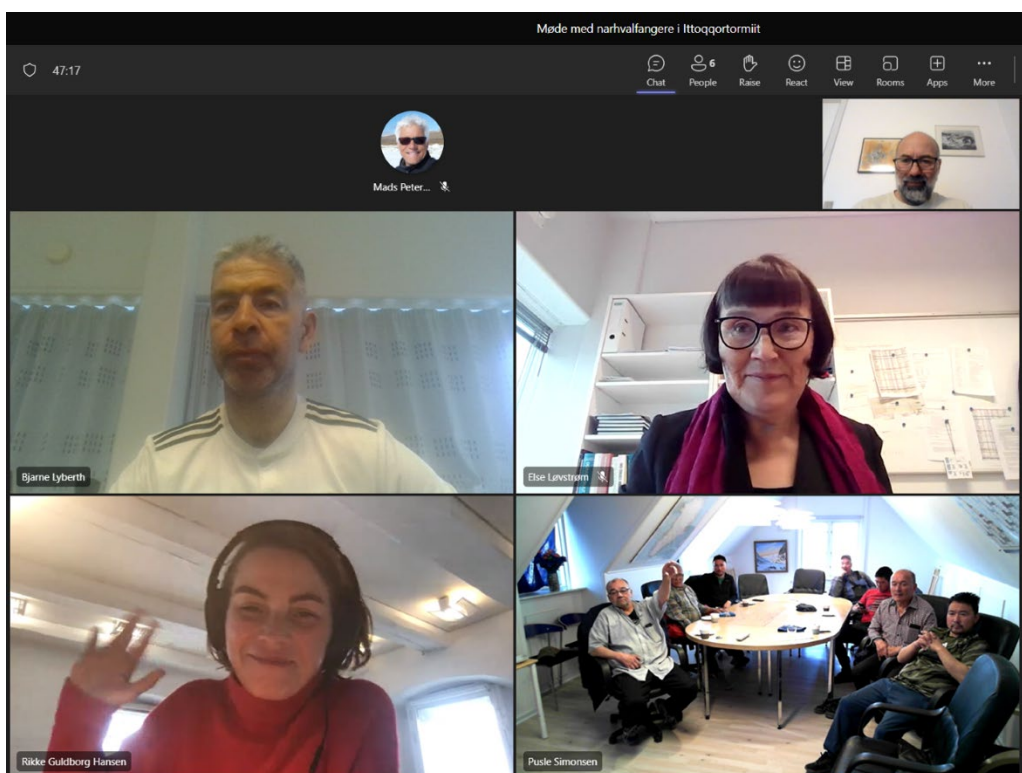 Møde med narhvalfangere i Ittoqqortormiit
47:17
Chat
6
People
Raise
React
View
Rooms
Apps
More
Mads Peter...
Bjarne Lyberth
Else Løvstrøm
Rikke Guldborg Hansen
Pusle Simonsen